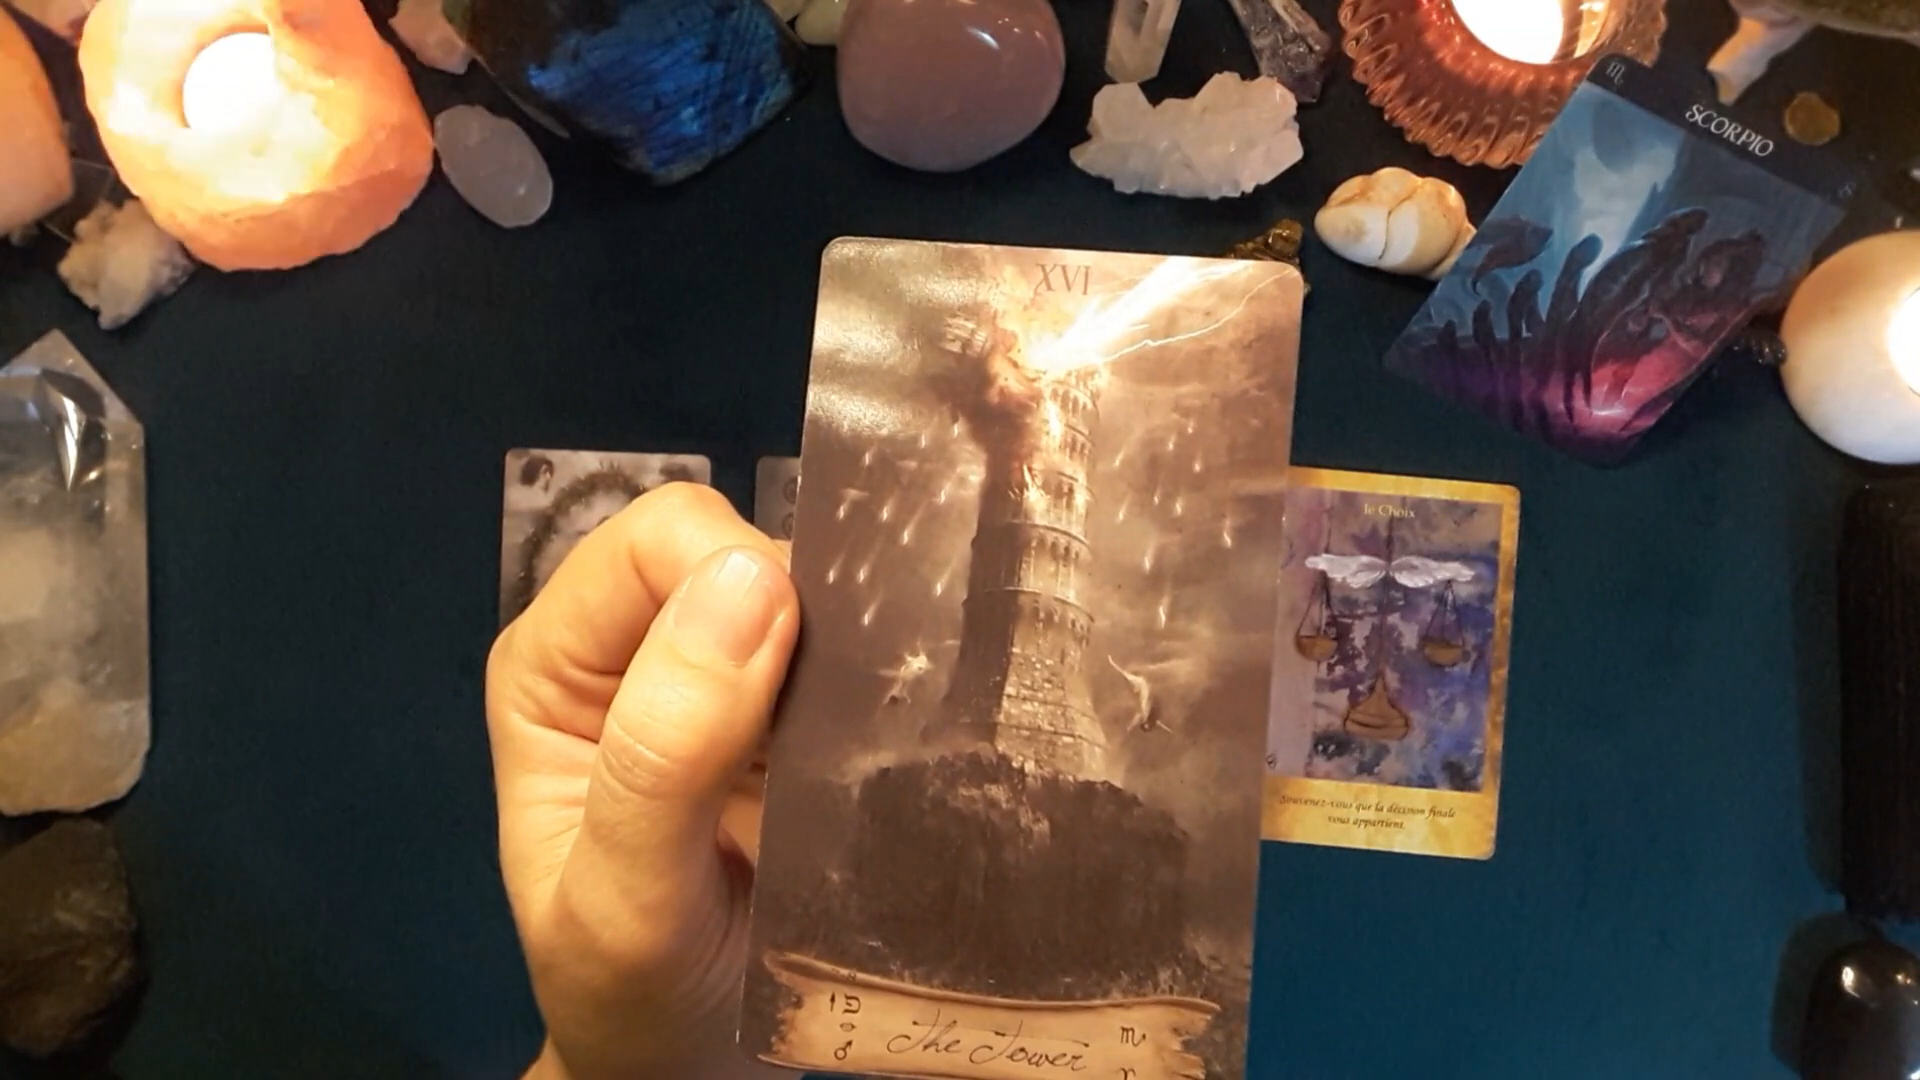 SCORPIO
XVI
le Choix
Souvenez-vous que la décision finale
vous appartient.
The Tower